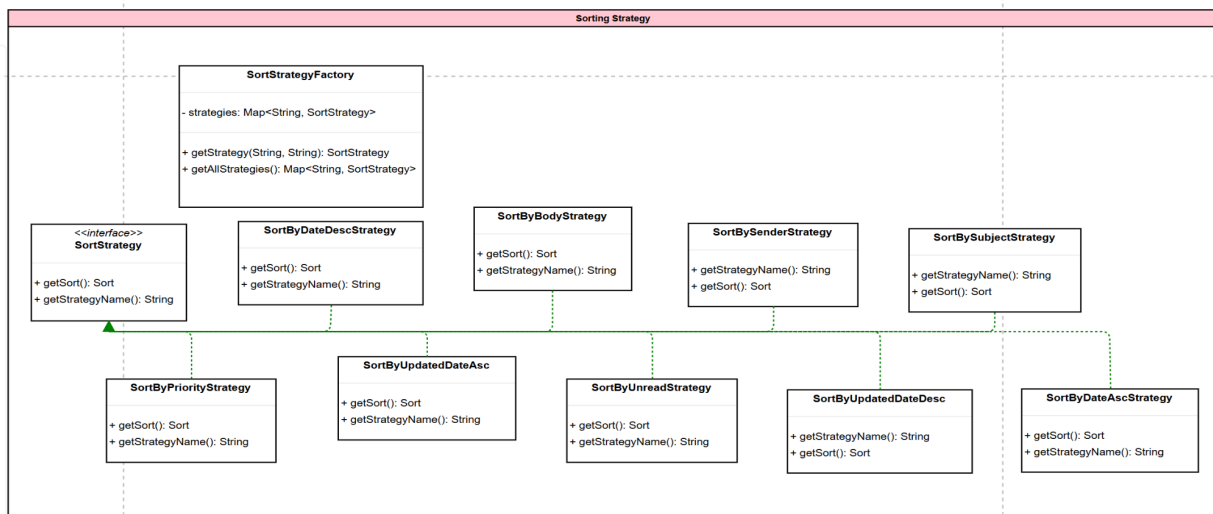 Sorting Strategy
SortStrategyFactory
- strategies: Map<String, SortStrategy>
+ getStrategy(String, String): SortStrategy
+ getAllStrategies(): Map<String, SortStrategy>
<<interface>>
SortStrategy
+ getSort(): Sort
+ getStrategyName(): String
SortByDateDescStrategy
+ getSort(): Sort
+ getStrategyName(): String
SortByBodyStrategy
+ getSort(): Sort
+ getStrategyName(): String
SortBySenderStrategy
+ getStrategyName(): String
+ getSort(): Sort
SortBySubjectStrategy
+ getStrategyName(): String
+ getSort(): Sort
SortByPriorityStrategy
+ getSort(): Sort
+ getStrategyName(): String
SortByUpdatedDateAsc
+ getSort(): Sort
+ getStrategyName(): String
SortByUnreadStrategy
+ getSort(): Sort
+ getStrategyName(): String
SortByUpdatedDateDesc
+ getStrategyName(): String
+ getSort(): Sort
SortByDateAscStrategy
+ getSort(): Sort
+ getStrategyName(): String